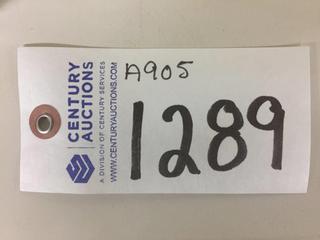 CENTURY
AUCTIONS
A DIVISION OF CENTURY SERVICES
WWW.CENTURYAUCTIONS.COM
A905
1289